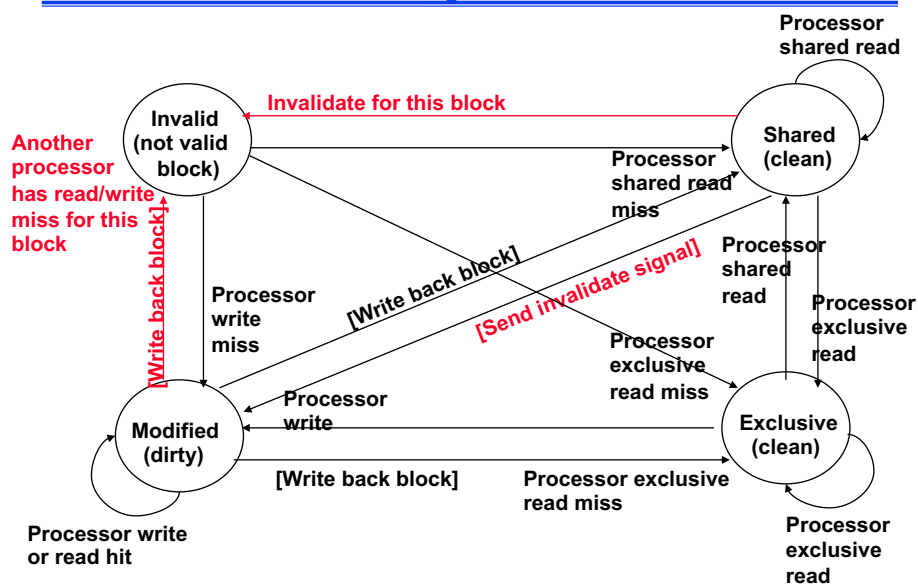 Processor
shared read
Invalidate for this block
Invalid
(not valid
block)
Shared
(clean)
Another
processor
has read/write
miss for this
block
Processor
shared read
miss
[Write back block]
[Write back block]
[Send invalidate signal]
Processor
shared
read
Processor
write
miss
Processor
exclusive
read
Processor
exclusive
read miss
Processor
write
Modified
(dirty)
Exclusive
(clean)
[Write back block]
Processor exclusive
read miss
Processor write
or read hit
Processor
exclusive
read